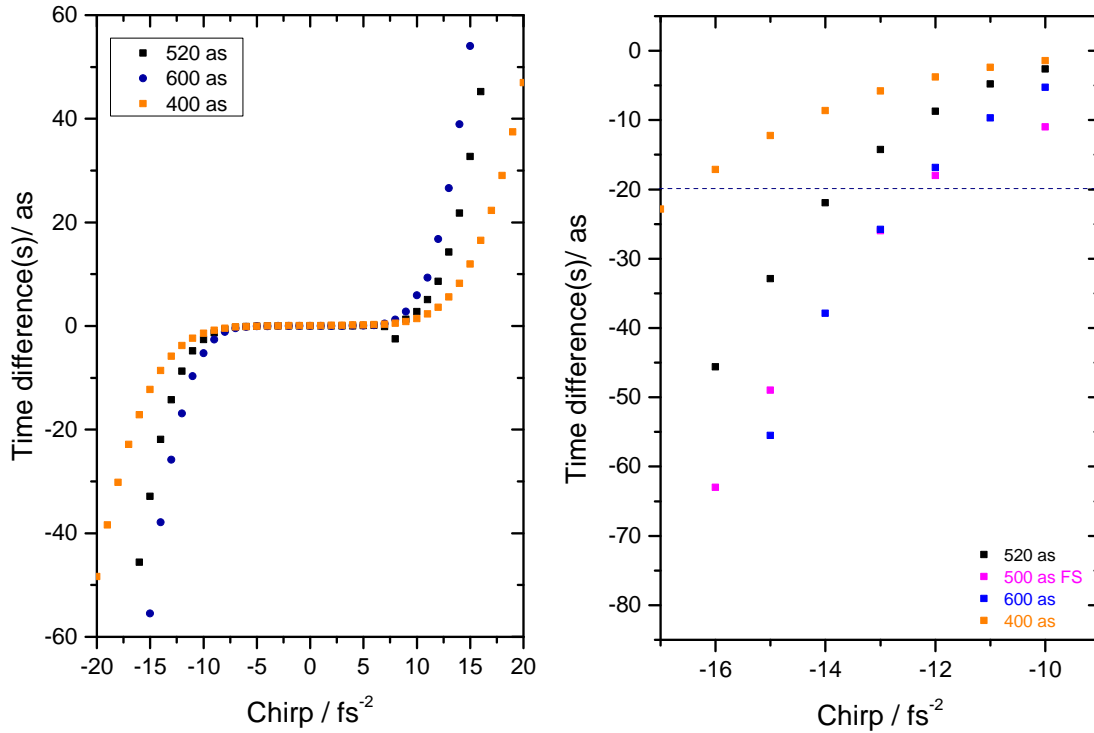 60
40
20
0
-20
-40
-60
-20
-15
-10
-5
0
5
10
15
20
Time difference(s)/ as
Chirp / fs-2
520 as
600 as
400 as
0
-10
-20
-30
-40
-50
-60
-70
-80
-16
-14
-12
-10
Time difference(s)/ as
Chirp / fs-2
520 as
500 as FS
600 as
400 as